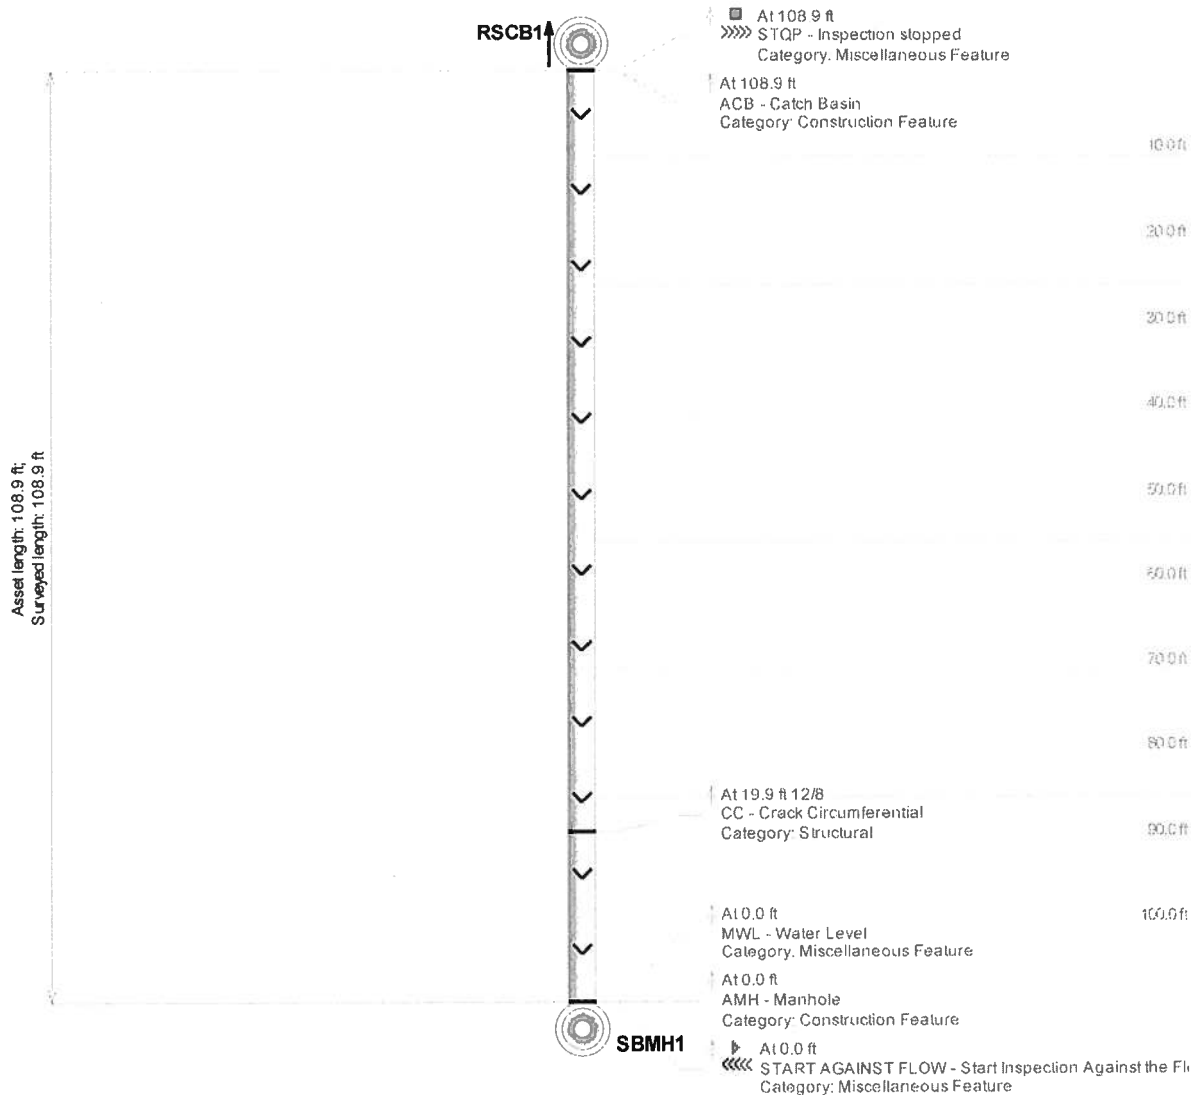 RSCB1
At 108.9 ft
STOP - Inspection stopped
Category: Miscellaneous Feature
At 108.9 ft
ACB - Catch Basin
Category: Construction Feature
10.0 ft
20.0 ft
30.0 ft
40.0 ft
50.0 ft
60.0 ft
70.0 ft
80.0 ft
90.0 ft
100.0 ft
Asset length: 108.9 ft;
Surveyed length: 108.9 ft
At 19.9 ft 12/8
CC - Crack Circumferential
Category: Structural
At 0.0 ft
MWL - Water Level
Category: Miscellaneous Feature
At 0.0 ft
AMH - Manhole
Category: Construction Feature
SBMH1
At 0.0 ft
START AGAINST FLOW - Start Inspection Against the
Category: Miscellaneous Feature